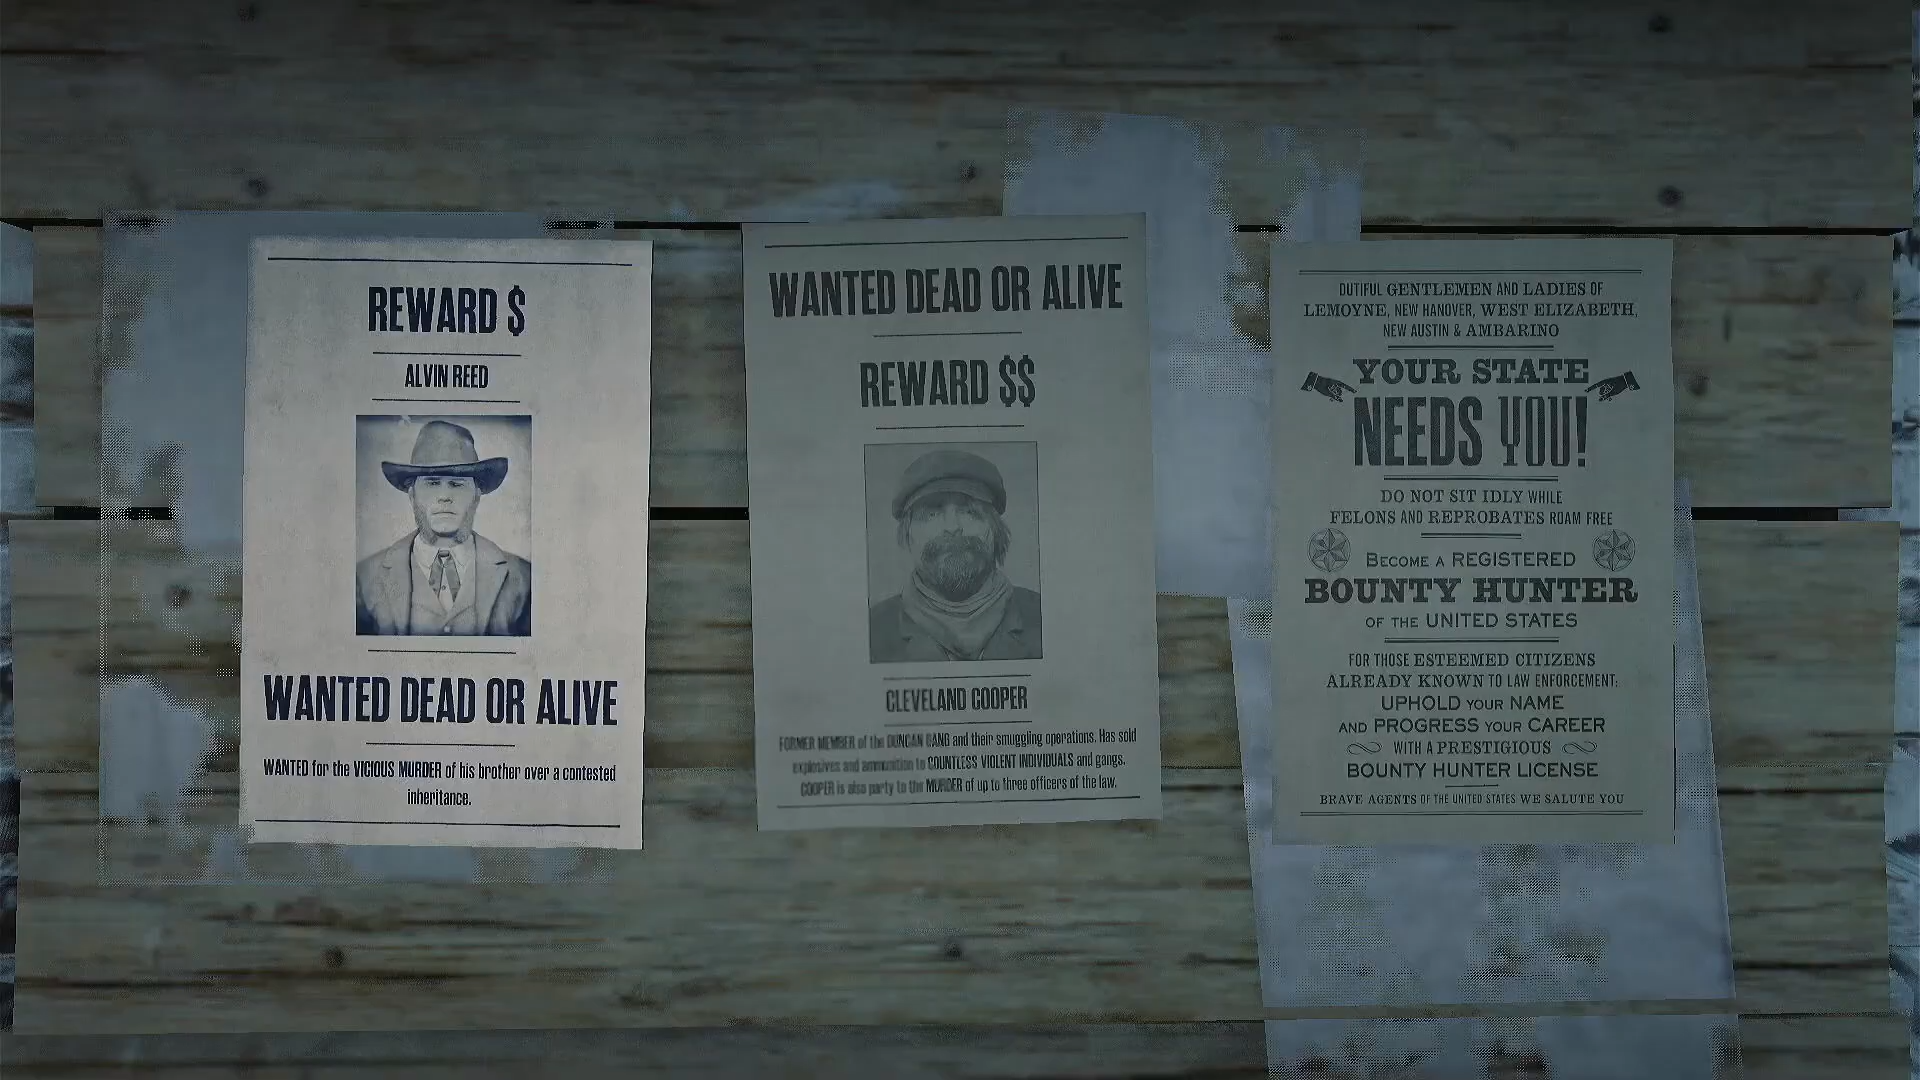 REWARD $
ALVIN REED
WANTED DEAD OR ALIVE
WANTED for the VICIOUS MURDER of his brother over a contested
inheritance.
WANTED DEAD OR ALIVE
REWARD $$
CLEVELAND COOPER
FORMER MEMBER of the DUNCAN GANG and their smuggling operations. Has sold
explosives and ammunition to COUNTLESS VIOLENT INDIVIDUALS and gangs.
COOPER is also party to the MURDER of up to three officers of the law.
DUTIFUL GENTLEMEN AND LADIES OF
LEMOYNE, NEW HANOVER, WEST ELIZABETH,
NEW AUSTIN & AMBARINO
YOUR STATE
NEEDS YOU!
DO NOT SIT IDLY WHILE
FELONS AND REPROBATES ROAM FREE
BECOME A REGISTERED
BOUNTY HUNTER
OF THE UNITED STATES
FOR THOSE ESTEEMED CITIZENS
ALREADY KNOWN TO LAW ENFORCEMENT:
UPHOLD YOUR NAME
AND PROGRESS YOUR CAREER
WITH A PRESTIGIOUS
BOUNTY HUNTER LICENSE
BRAVE AGENTS OF THE UNITED STATES WE SALUTE YOU